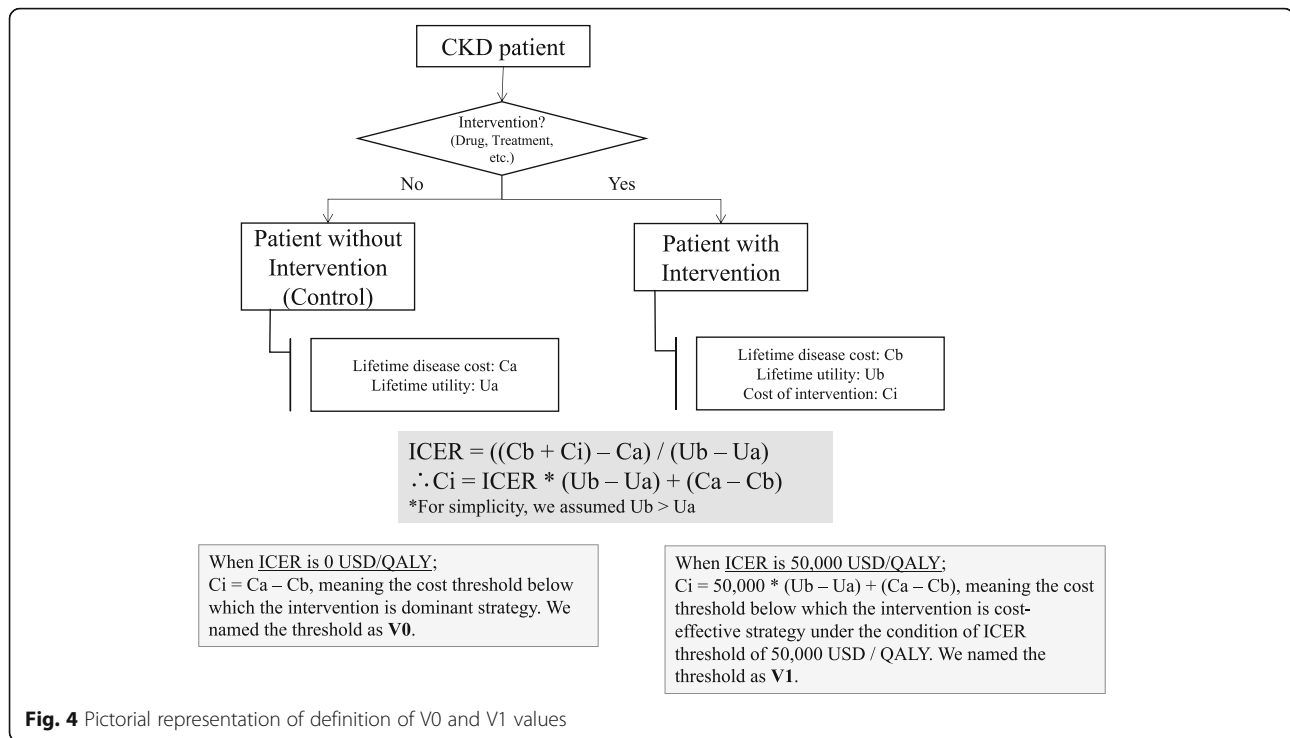 CKD patient
Intervention?
(Drug, Treatment,
etc.)
No
Yes
Patient without
Intervention
(Control)
Patient with
Intervention
Lifetime disease cost: Ca
Lifetime utility: Ua
Lifetime disease cost: Cb
Lifetime utility: Ub
Cost of intervention: Ci
ICER = ((Cb + Ci) – Ca) / (Ub – Ua)
∴Ci = ICER * (Ub – Ua) + (Ca – Cb)
*For simplicity, we assumed Ub > Ua
When ICER is 0 USD/QALY;
Ci = Ca – Cb, meaning the cost threshold below
which the intervention is dominant strategy. We
named the threshold as V0.
When ICER is 50,000 USD/QALY;
Ci = 50,000 * (Ub – Ua) + (Ca – Cb), meaning the cost
threshold below which the intervention is cost-
effective strategy under the condition of ICER
threshold of 50,000 USD / QALY. We named the
threshold as V1.
Fig. 4 Pictorial representation of definition of V0 and V1 values